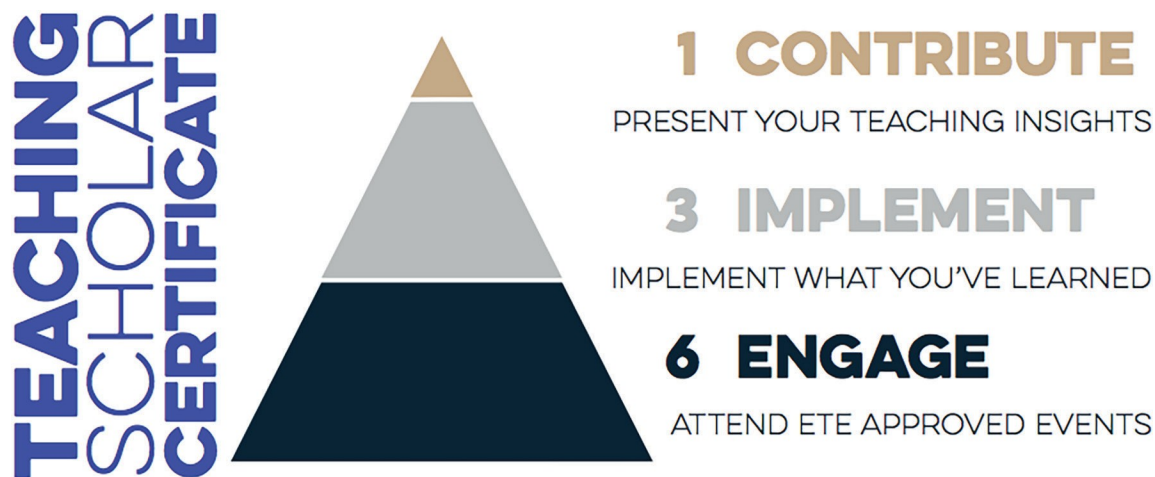 TEACHING
SCHOLAR
CERTIFICATE
1 CONTRIBUTE
PRESENT YOUR TEACHING INSIGHTS
3 IMPLEMENT
IMPLEMENT WHAT YOU'VE LEARNED
6 ENGAGE
ATTEND ETE APPROVED EVENTS